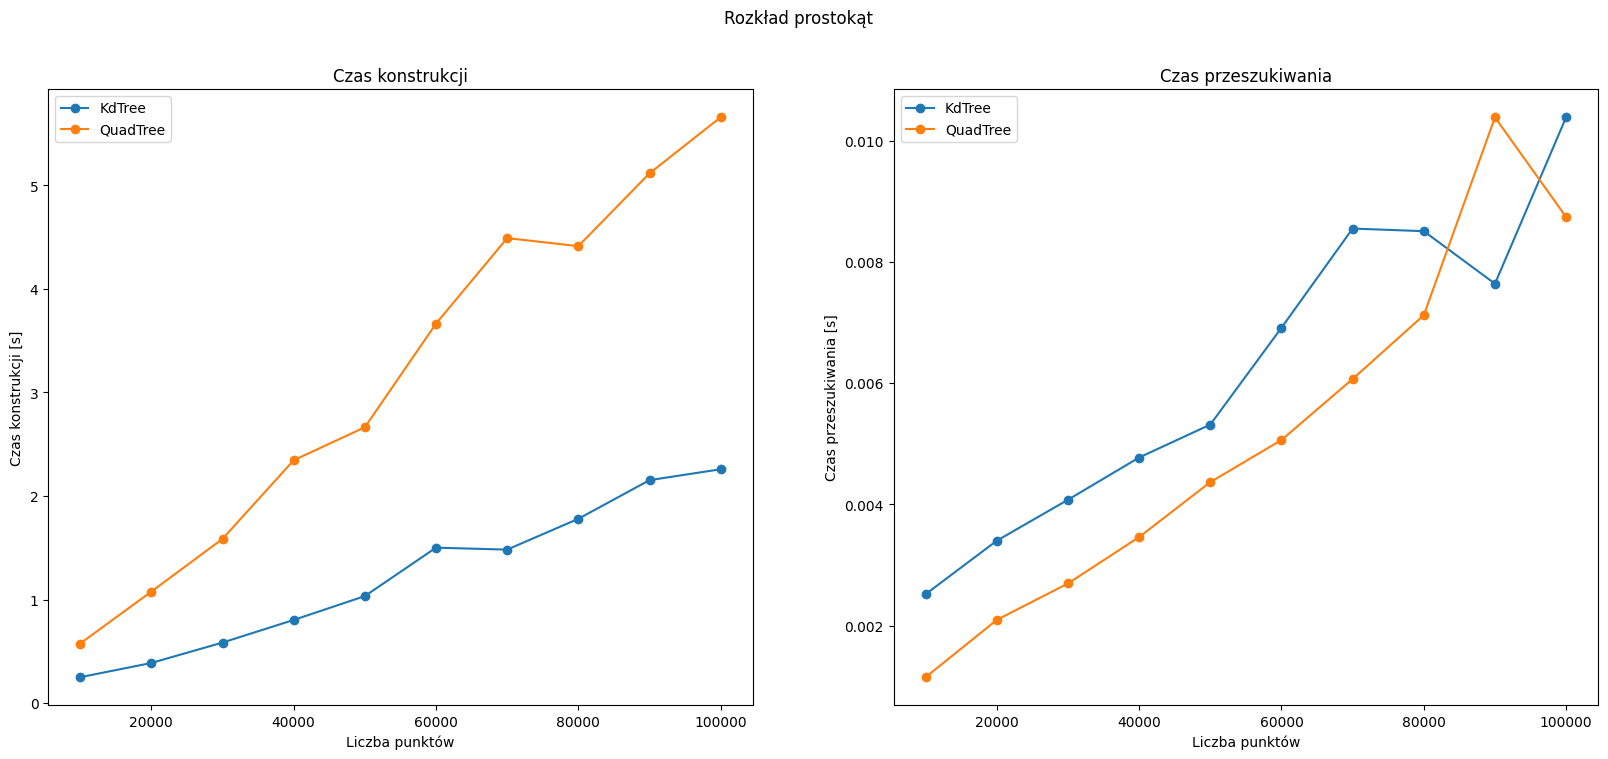 Rozkład prostokąt
Czas konstrukcji
KdTree
QuadTree
5
4
3
2
1
0
Czas konstrukcji [s]
20000 40000 60000 80000 100000
Liczba punktów
Czas przeszukiwania
KdTree
QuadTree
0.010
0.008
0.006
0.004
0.002
Czas przeszukiwania [s]
20000 40000 60000 80000 100000
Liczba punktów